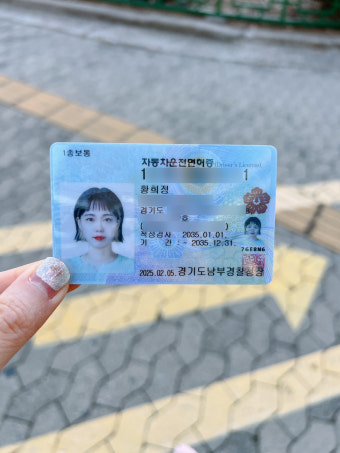 1종보통
자동차운전면허증 (Driver's License)
1 1
황희정
경기도
호
( )
적성검사 2035.01.01.
기 간 : ~ 2035.12.31.
2025.02.05. 경기도남부경찰청장